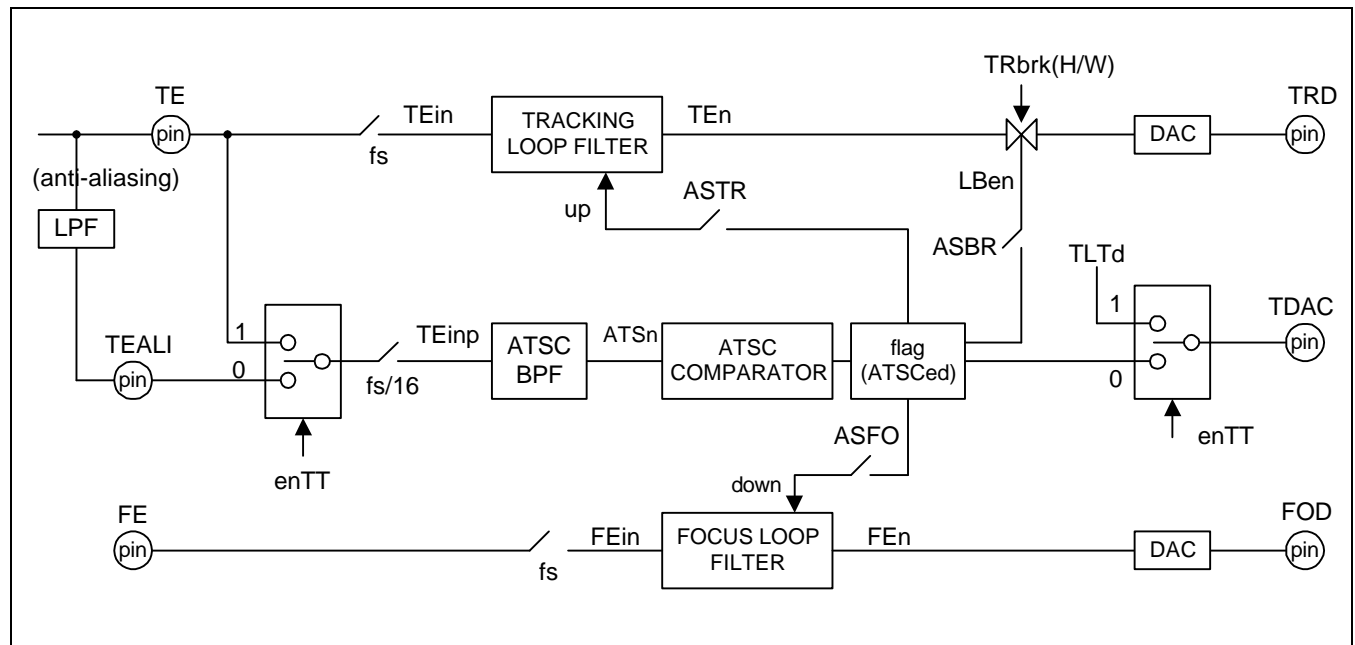 TRbrk(H/W)
TE
TEin
TRACKING
LOOP FILTER
TEn
TRD
pin
fs
DAC
pin
(anti-aliasing)
LPF
up
ASTR
LBen
ASBR
TLTd
TEALI
pin
1
0
TEinp
fs/16
ATSC
BPF
ATSn
ATSC
COMPARATOR
flag
(ATSCed)
1
0
TDAC
pin
enTT
enTT
ASFO
down
FE
pin
fs
FEin
FOCUS LOOP
FILTER
FEn
DAC
FOD
pin